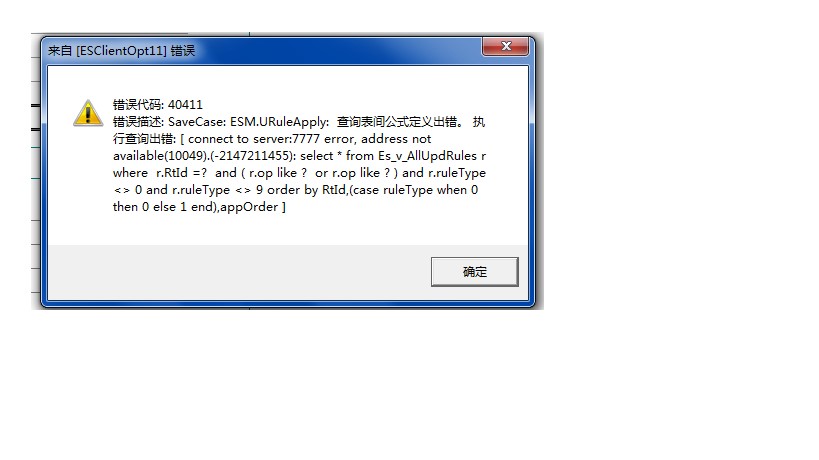 来自 [ESClientOpt11] 错误
错误代码: 40411
错误描述: SaveCase: ESM.URuleApply:  查询表间公式定义出错。 执
行查询出错: [ connect to server:7777 error, address not
available(10049).(-2147211455): select * from Es_v_AllUpdRules r
where  r.RtId =?  and ( r.op like ?  or r.op like ? ) and r.ruleType
<> 0 and r.ruleType <> 9 order by RtId,(case ruleType when 0
then 0 else 1 end),appOrder ]
确定